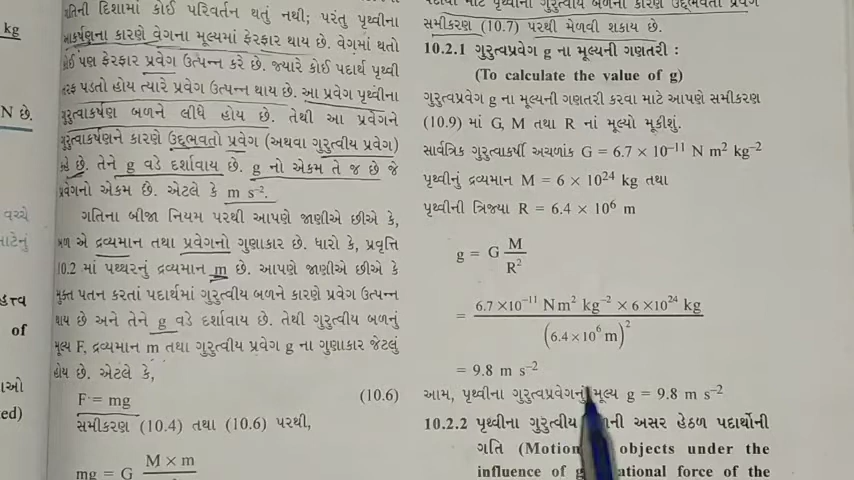 kg
N છે.
વચ્ચે
of
ted)
ગતિની દિશામાં કોઈ પરિવર્તન થતું નથી; પરંતુ પૃથ્વીના
આકર્ષણના કારણે વેગના મૂલ્યમાં ફેરફાર થાય છે. વેગમાં થતો
કોઈ પણ ફેરફાર પ્રવેગ ઉત્પન્ન કરે છે. જ્યારે કોઈ પદાર્થ પૃથ્વી
તરફ પડતો હોય ત્યારે પ્રવેગ ઉત્પન્ન થાય છે. આ પ્રવેગ પૃથ્વીના
ગુરુત્વાકર્ષણ બળને લીધે હોય છે. તેથી આ પ્રવેગને
ગુરુત્વાકર્ષણને કારણે ઉદ્ભવતો પ્રવેગ (અથવા ગુરુત્વીય પ્રવેગ)
કહે છે. તેને g વડે દર્શાવાય છે. g નો એકમ તે જ છે જે
પ્રવેગનો એકમ છે. એટલે કે m s⁻².
ગતિના બીજા નિયમ પરથી આપણે જાણીએ છીએ કે,
બળ એ દ્રવ્યમાન તથા પ્રવેગનો ગુણાકાર છે. ધારો કે, પ્રવૃત્તિ
10.2 માં પથ્થરનું દ્રવ્યમાન m છે. આપણે જાણીએ છીએ કે
મુક્ત પતન કરતાં પદાર્થમાં ગુરુત્વીય બળને કારણે પ્રવેગ ઉત્પન્ન
થાય છે અને તેને g વડે દર્શાવાય છે. તેથી ગુરુત્વીય બળનું
મૂલ્ય F, દ્રવ્યમાન m તથા ગુરુત્વીય પ્રવેગ g ના ગુણાકાર જેટલું
હોય છે. એટલે કે,
F = mg (10.6)
સમીકરણ (10.4) તથા (10.6) પરથી,
mg = G M × m
પૃથ્વીના ગુરુત્વીય બળના કારણે ઉદ્ભવતો પ્રવેગ
સમીકરણ (10.7) પરથી મેળવી શકાય છે.
10.2.1 ગુરુત્વપ્રવેગ g ના મૂલ્યની ગણતરી :
(To calculate the value of g)
ગુરુત્વપ્રવેગ g ના મૂલ્યની ગણતરી કરવા માટે આપણે સમીકરણ
(10.9) માં G, M તથા R નાં મૂલ્યો મૂકીશું.
સાર્વત્રિક ગુરુત્વાકર્ષી અચળાંક G = 6.7 × 10⁻¹¹ N m² kg⁻²
પૃથ્વીનું દ્રવ્યમાન M = 6 × 10²⁴ kg તથા
પૃથ્વીની ત્રિજ્યા R = 6.4 × 10⁶ m
g = G M / R²
= 6.7×10⁻¹¹ N m² kg⁻² × 6×10²⁴ kg / (6.4×10⁶ m)²
= 9.8 m s⁻²
આમ, પૃથ્વીના ગુરુત્વપ્રવેગનું મૂલ્ય g = 9.8 m s⁻²
10.2.2 પૃથ્વીના ગુરુત્વીય ની અસર હેઠળ પદાર્થોની
ગતિ (Motion objects under the
influence of force of the